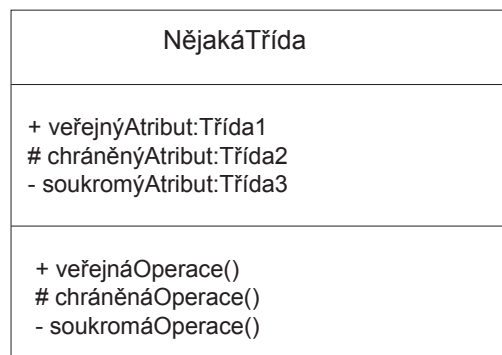 NějakáTřída
+ veřejnýAtribut:Třída1
# chráněnýAtribut:Třída2
- soukromýAtribut:Třída3
+ veřejnáOperace()
# chráněnáOperace()
- soukromáOperace()